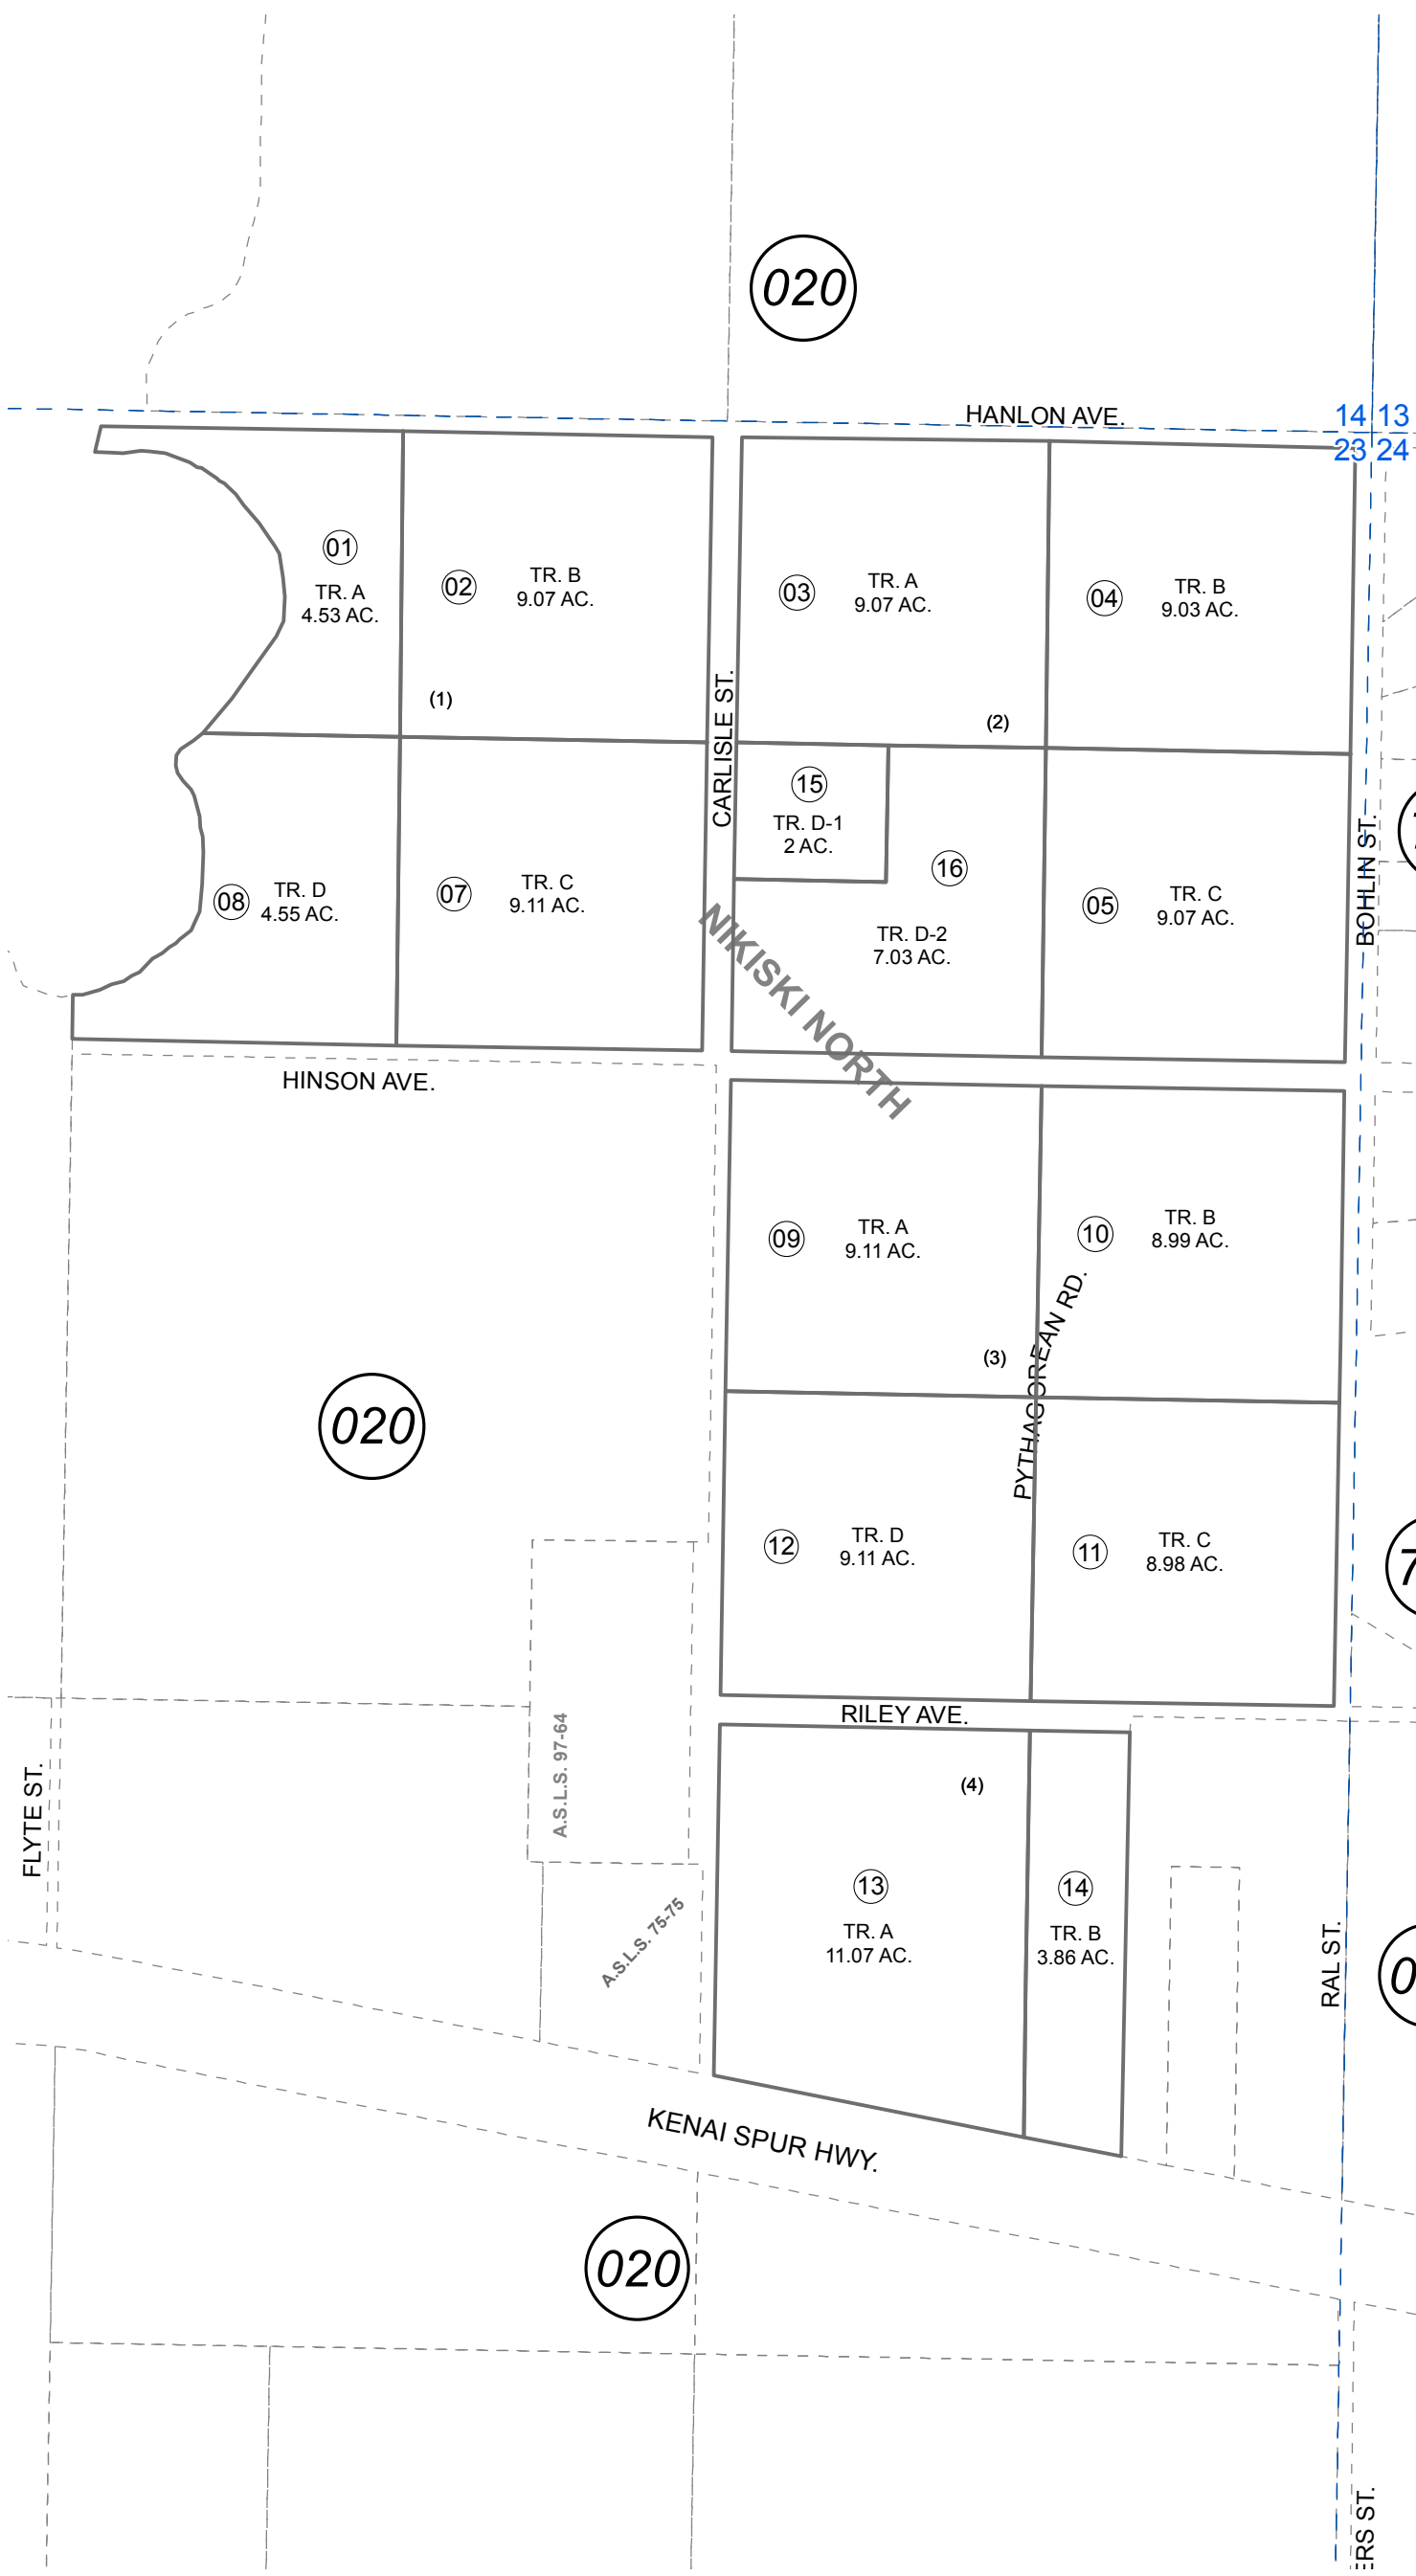 020
HANLON AVE.
14 13
23 24
01
TR. A
4.53 AC.
02
TR. B
9.07 AC.
(1)
03
TR. A
9.07 AC.
04
TR. B
9.03 AC.
(2)
CARLISLE ST.
15
TR. D-1
2 AC.
16
TR. D-2
7.03 AC.
05
TR. C
9.07 AC.
BOHLIN ST.
08
TR. D
4.55 AC.
07
TR. C
9.11 AC.
NIKISKI NORTH
HINSON AVE.
09
TR. A
9.11 AC.
10
TR. B
8.99 AC.
(3)
PYTHAGOREAN RD.
020
12
TR. D
9.11 AC.
11
TR. C
8.98 AC.
7
RILEY AVE.
A.S.L.S. 97-64
FLYTE ST.
(4)
13
TR. A
11.07 AC.
14
TR. B
3.86 AC.
A.S.L.S. 75-75
RAL ST.
0
KENAI SPUR HWY.
020
ERS ST.